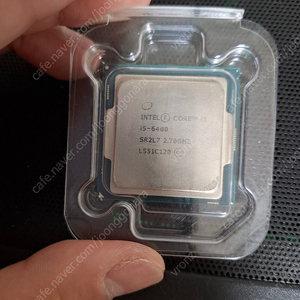 INTEL® CORE™ i5
i5-6400
SR2L7 2.70GHZ
L551C120
cafe.naver.com/joonggonara